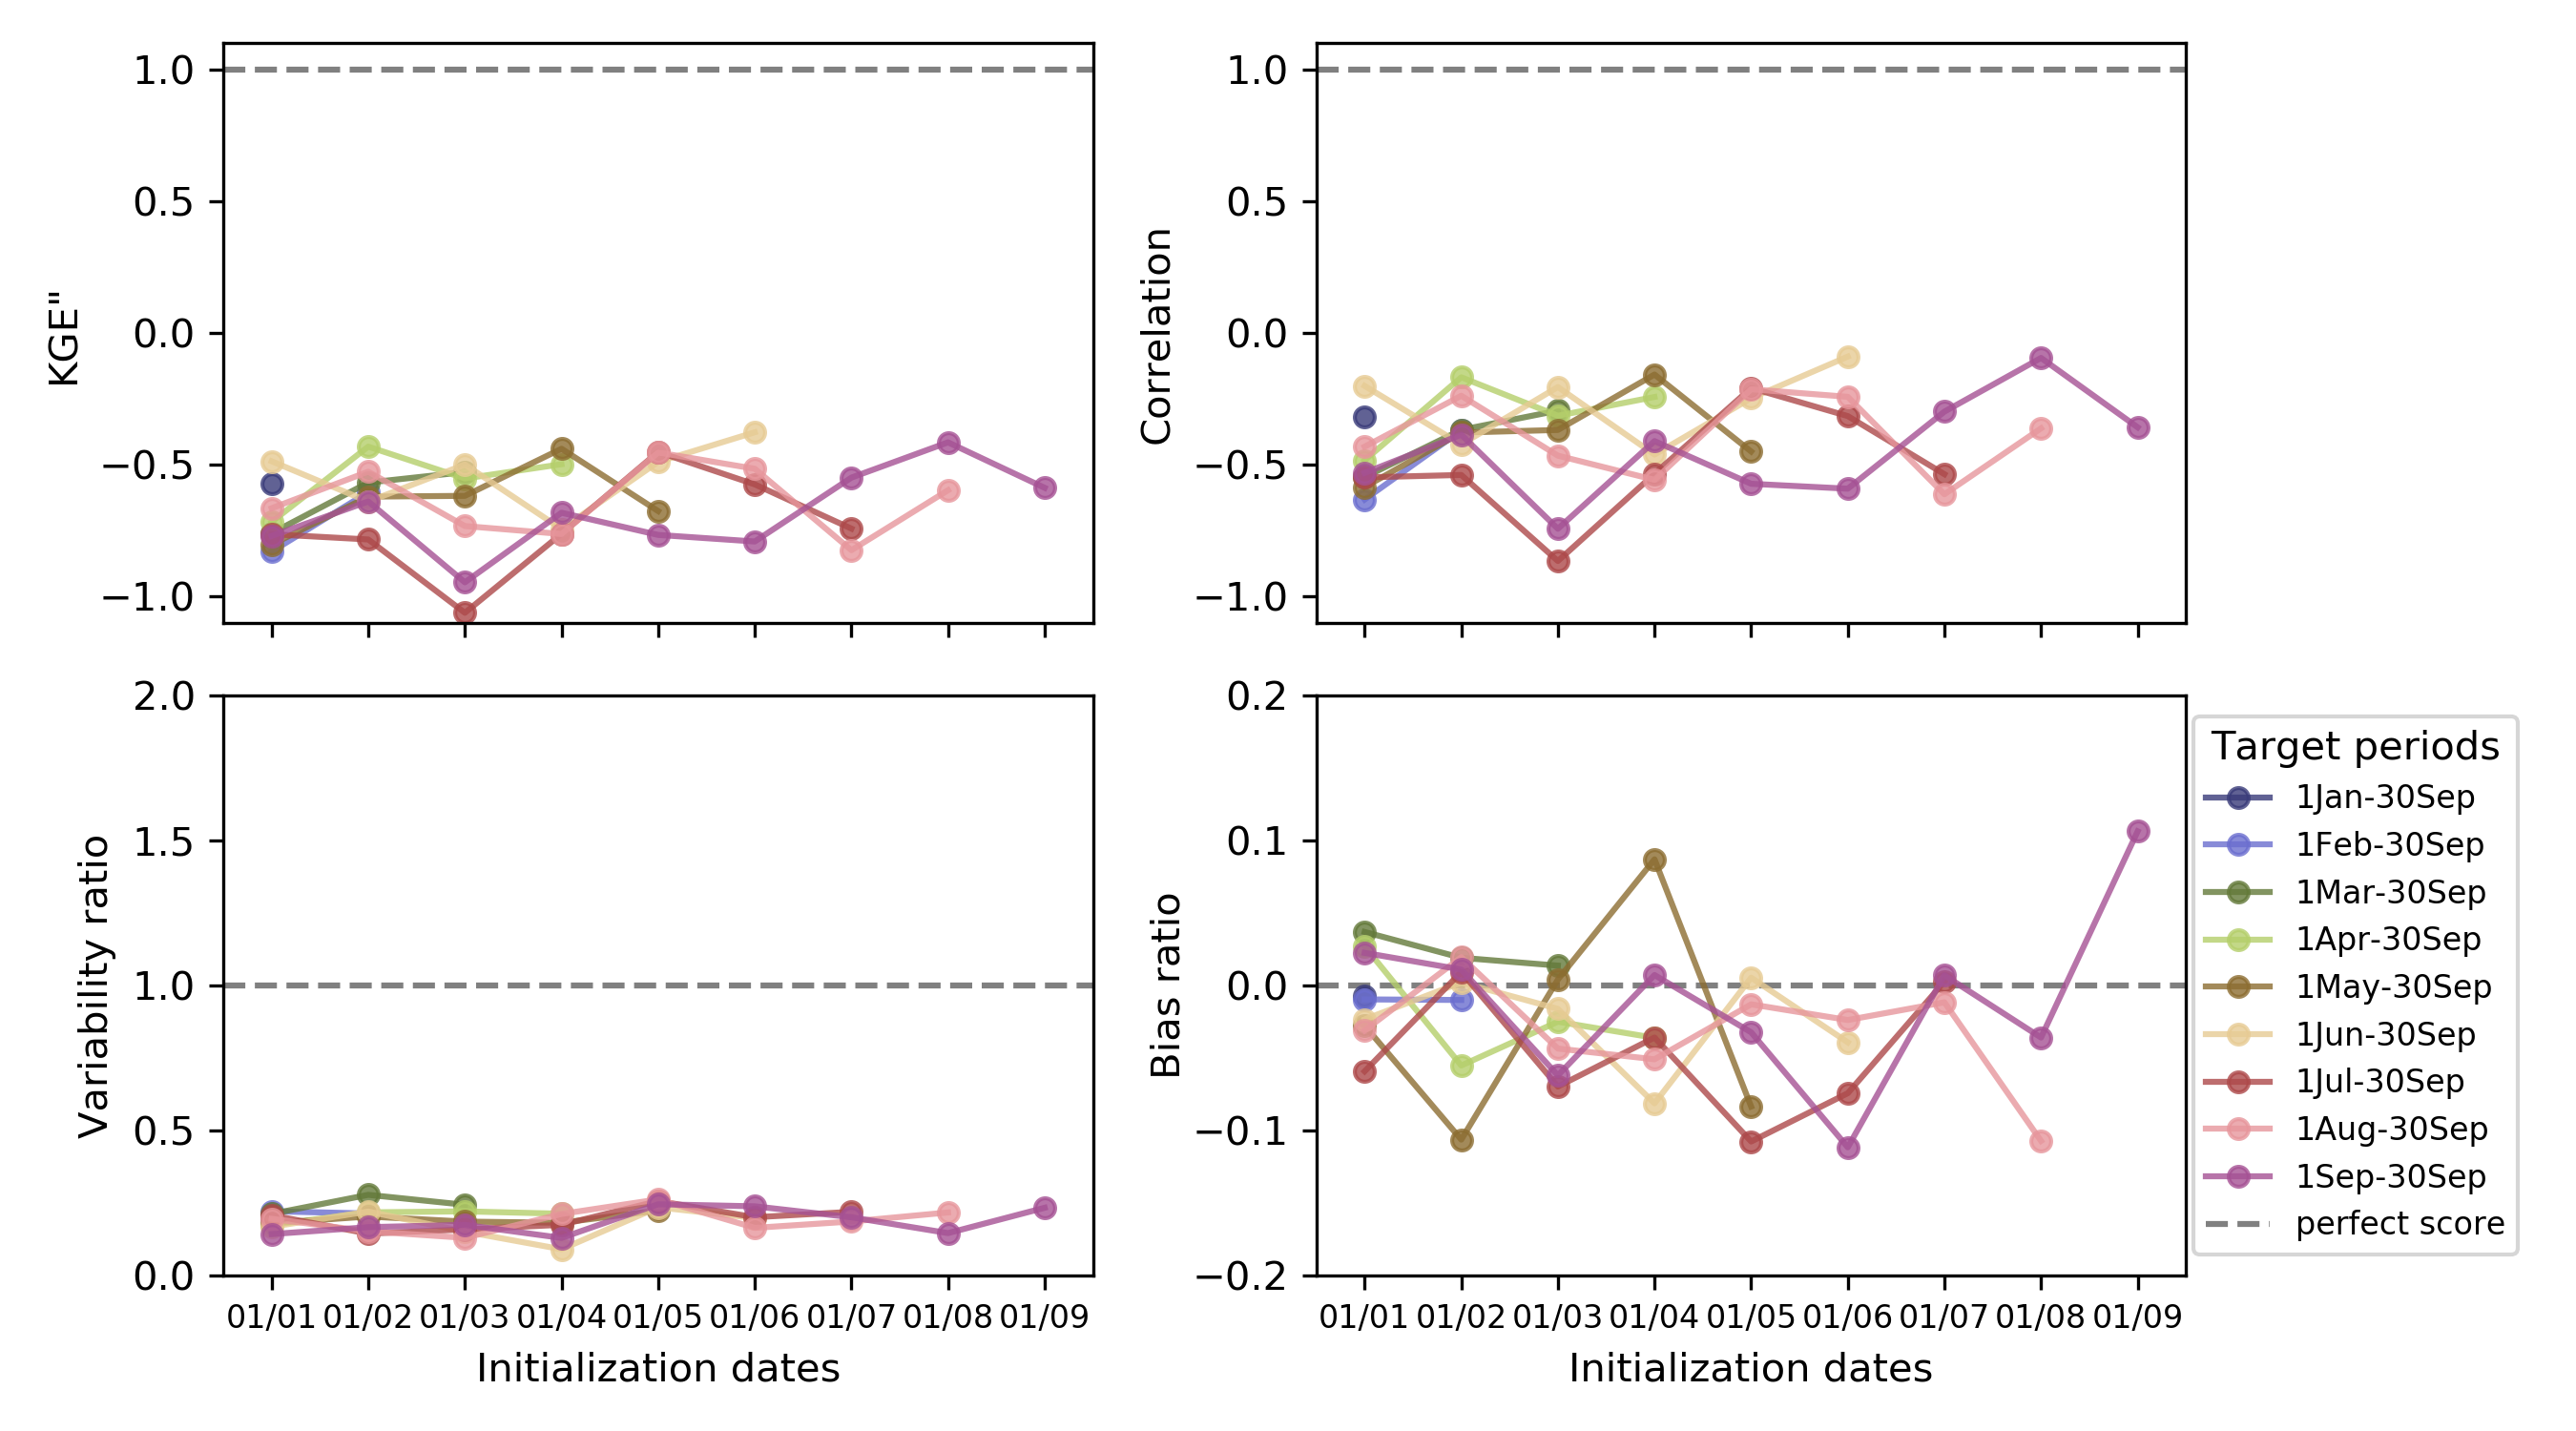 KGE"
1.0
0.5
0.0
−0.5
−1.0
Correlation
1.0
0.5
0.0
−0.5
−1.0
Variability ratio
2.0
1.5
1.0
0.5
0.0
01/01 01/02 01/03 01/04 01/05 01/06 01/07 01/08 01/09
Initialization dates
Bias ratio
0.2
0.1
0.0
−0.1
−0.2
01/01 01/02 01/03 01/04 01/05 01/06 01/07 01/08 01/09
Initialization dates
Target periods
1Jan-30Sep
1Feb-30Sep
1Mar-30Sep
1Apr-30Sep
1May-30Sep
1Jun-30Sep
1Jul-30Sep
1Aug-30Sep
1Sep-30Sep
perfect score